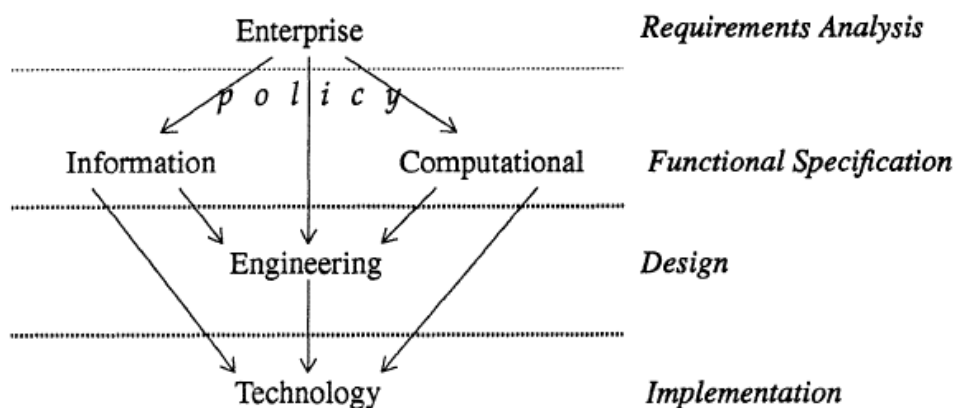 Enterprise Requirements Analysis
p o l i c y
Information Computational Functional Specification
Engineering Design
Technology Implementation